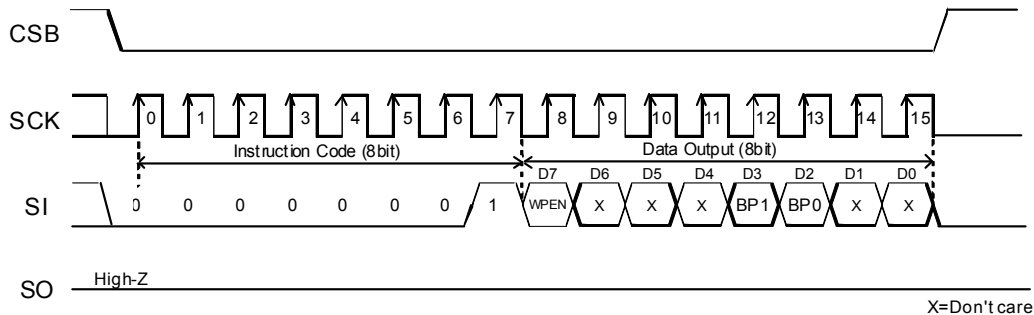 CSB
SCK
0 1 2 3 4 5 6 7 8 9 10 11 12 13 14 15
Instruction Code (8bit) Data Output (8bit)
D7 D6 D5 D4 D3 D2 D1 D0
SI 0 0 0 0 0 0 0 1 WPEN X X X BP1 BP0 X X
High-Z
SO
X=Don't care